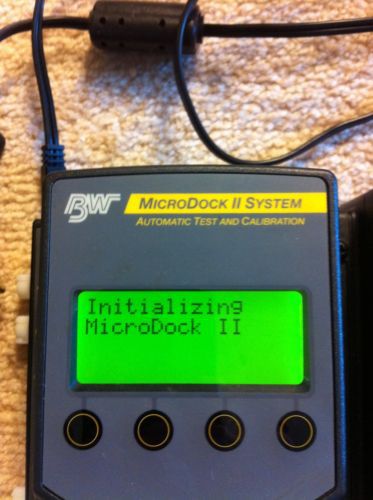 BW
MICRODOCK II SYSTEM
AUTOMATIC TEST AND CALIBRATION
Initializing
MicroDock II